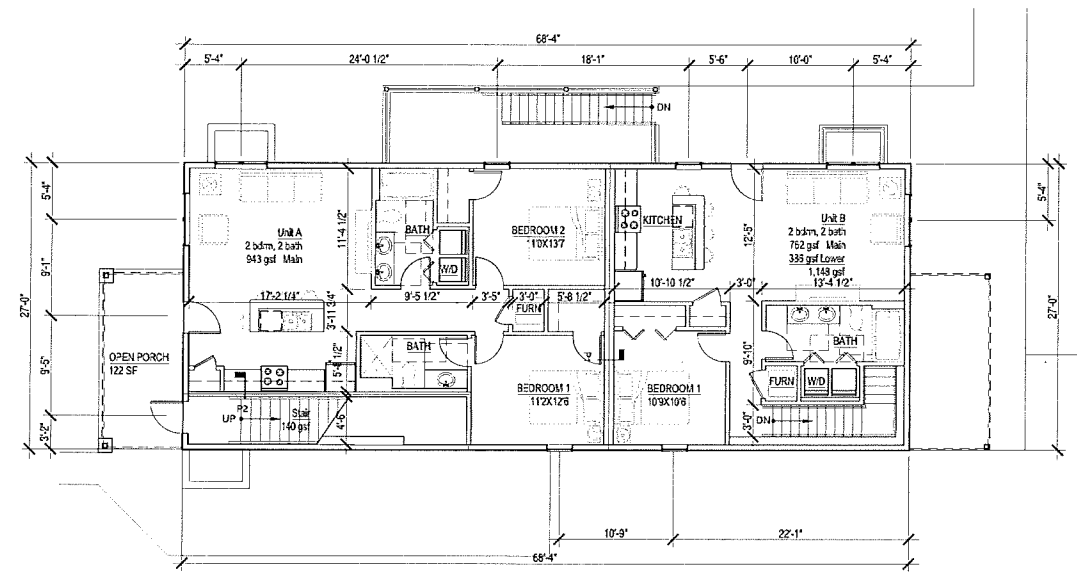 68'-4"
5'-4"
24'-0 1/2"
18'-1"
5'-6"
10'-0"
5'-4"
DN
5'-4"
9'-1"
27'-0"
9'-5"
3'-2"
Unit A
2 bdrm, 2 bath
943 gsf Main
11'-4 1/2"
BATH
W/D
BEDROOM 2
11'0X13'7
KITCHEN
12'-5"
Unit B
2 bdrm, 2 bath
762 gsf Main
386 gsf Lower
1,148 gsf
5'-4"
27'-0"
17'-2 1/4"
9'-5 1/2"
3'-5"
3'-0"
5'-8 1/2"
10'-10 1/2"
3'-0"
13'-4 1/2"
3'-11 3/4"
FURN
OPEN PORCH
122 SF
BATH
BATH
9'-10"
BEDROOM 1
11'2X12'6
BEDROOM 1
10'9X10'6
FURN
W/D
P2
UP
Stair
140 gsf
4'-6"
3'-0"
DN
10'-9"
22'-1"
68'-4"